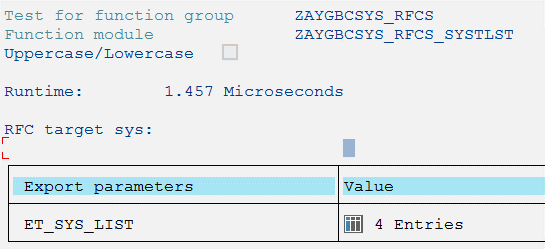 Test for function group ZAYGBCSYS_RFCS
Function module ZAYGBCSYS_RFCS_SYSTLST
Uppercase/Lowercase
Runtime: 1.457 Microseconds
RFC target sys:
Export parameters Value
ET_SYS_LIST 4 Entries